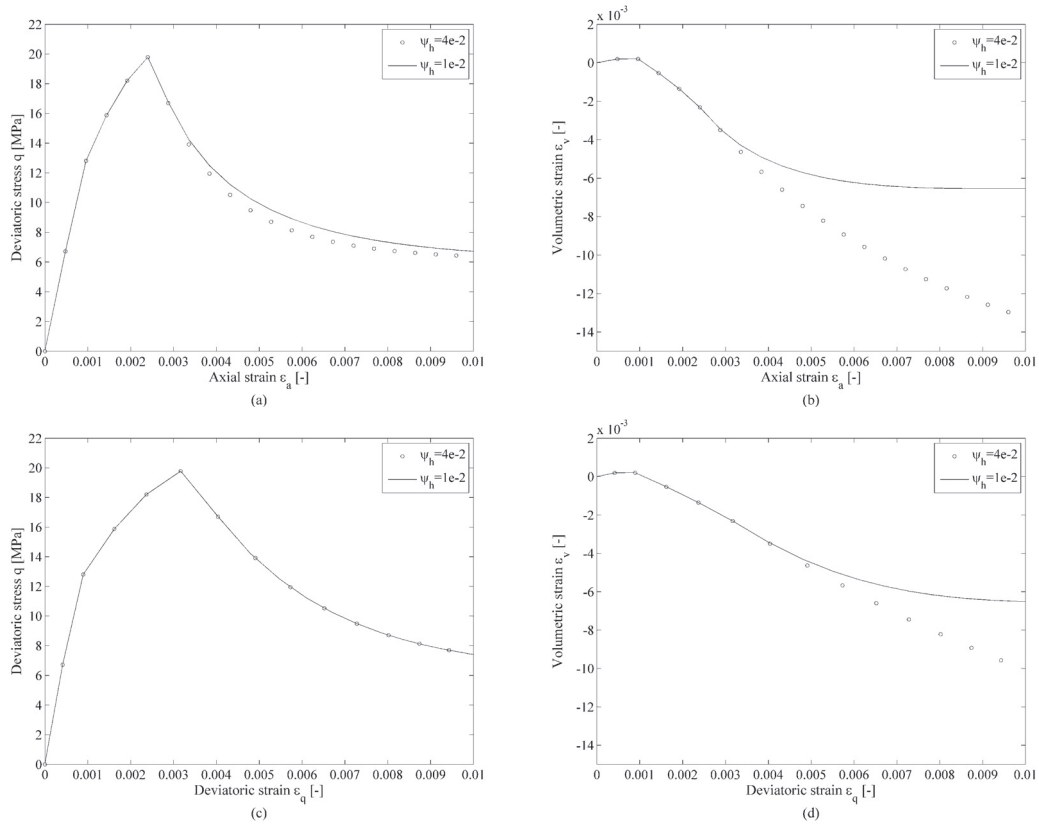 22
20
18
16
14
12
10
8
6
4
2
0
Deviatoric stress q [MPa]
ψh=4e-2
ψh=1e-2
0 0.001 0.002 0.003 0.004 0.005 0.006 0.007 0.008 0.009 0.01
Axial strain εa [-]
(a)
x 10-3
2
0
-2
-4
-6
-8
-10
-12
-14
Volumetric strain εv [-]
ψh=4e-2
ψh=1e-2
0 0.001 0.002 0.003 0.004 0.005 0.006 0.007 0.008 0.009 0.01
Axial strain εa [-]
(b)
22
20
18
16
14
12
10
8
6
4
2
0
Deviatoric stress q [MPa]
ψh=4e-2
ψh=1e-2
0 0.001 0.002 0.003 0.004 0.005 0.006 0.007 0.008 0.009 0.01
Deviatoric strain εq [-]
(c)
x 10-3
2
0
-2
-4
-6
-8
-10
-12
-14
Volumetric strain εv [-]
ψh=4e-2
ψh=1e-2
0 0.001 0.002 0.003 0.004 0.005 0.006 0.007 0.008 0.009 0.01
Deviatoric strain εq [-]
(d)